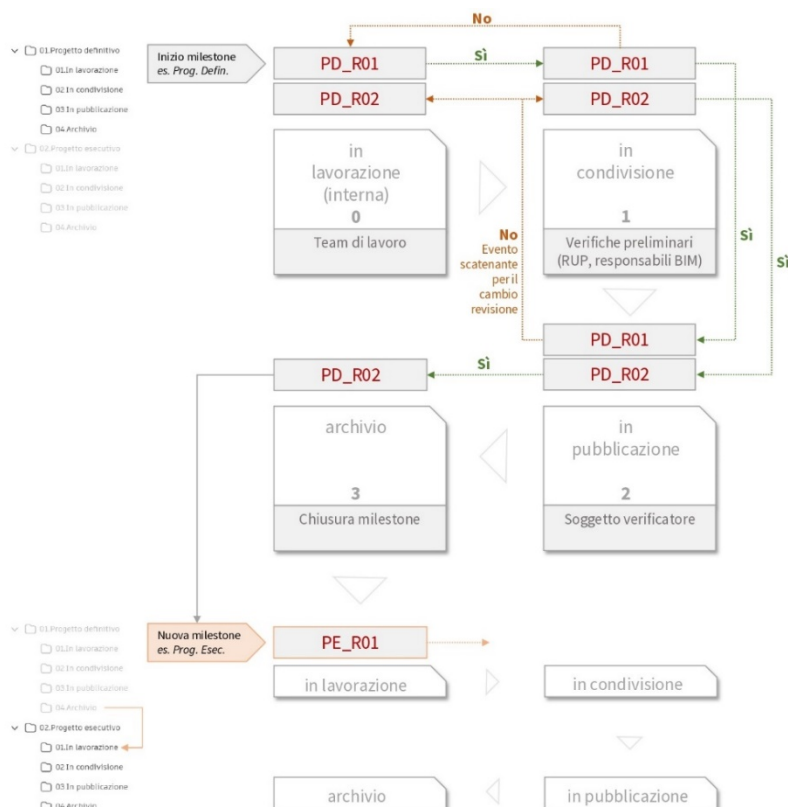 No
01.Progetto definitivo
01.In lavorazione
02 In condivisione
03 In pubblicazione
04.Archivio
02.Progetto esecutivo
01.In lavorazione
02 In condivisione
03 In pubblicazione
04.Archivio
Inizio milestone
es. Prog. Defin.
PD_R01
Sì
PD_R01
PD_R02
PD_R02
in
lavorazione
(interna)
0
Team di lavoro
in
condivisione
1
Verifiche preliminari
(RUP, responsabili BIM)
No
Evento
scatenante
per il
cambio
revisione
Sì
Sì
PD_R01
PD_R02
Sì
PD_R02
archivio
3
Chiusura milestone
in
pubblicazione
2
Soggetto verificatore
01.Progetto definitivo
01.In lavorazione
02 In condivisione
03 In pubblicazione
04.Archivio
02.Progetto esecutivo
01.In lavorazione
02 In condivisione
03 In pubblicazione
04 Archivio
Nuova milestone
es. Prog. Esec.
PE_R01
in lavorazione
in condivisione
archivio
in pubblicazione